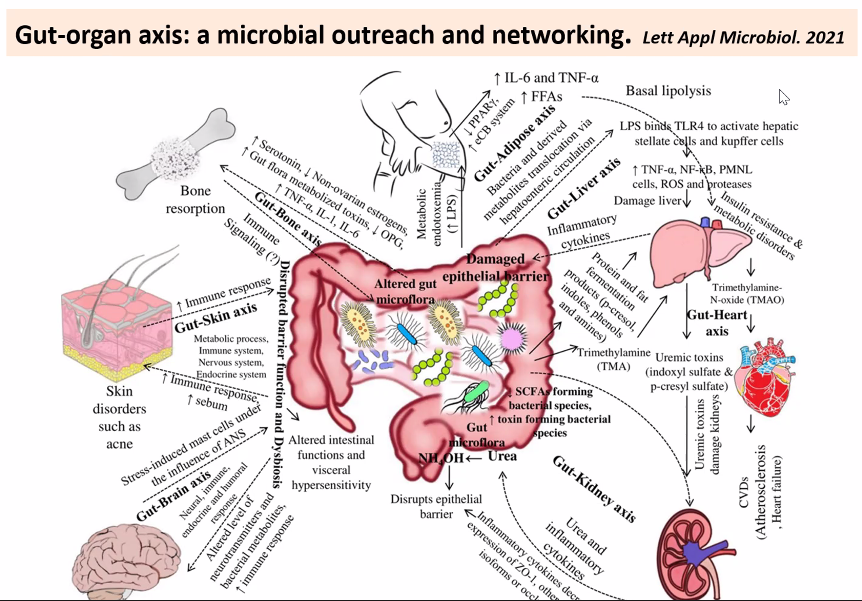 Gut-organ axis: a microbial outreach and networking. Lett Appl Microbiol. 2021
↑ IL-6 and TNF-α
↑ FFAs
Basal lipolysis
↓ PPARγ,
↑ eCB system
Gut-Adipose axis
Bacteria and derived
metabolites translocation via
hepatoenteric circulation
Metabolic
endotoxemia
(↑ LPS)
LPS binds TLR4 to activate hepatic
stellate cells and kupffer cells
↑ TNF-α, NF-kB, PMNL
cells, ROS and proteases
Damage liver
Gut-Liver axis
Inflammatory
cytokines
Insulin resistance &
metabolic disorders
Bone
resorption
↑ Serotonin, ↓ Non-ovarian estrogens,
↑ Gut flora metabolized toxins, ↓ OPG,
↑ TNF-α, IL-1, IL-6
Gut-Bone axis
Immune
Signaling (?)
Damaged
epithelial barrier
Altered gut
microflora
Protein and fat
fermentation
products (p-cresol,
indoles, phenols
and amines)
Trimethylamine-
N-oxide (TMAO)
Gut-Heart
axis
Trimethylamine
(TMA)
Uremic toxins
(indoxyl sulfate &
p-cresyl sulfate)
Uremic toxins
damage kidneys
CVDs
(Atherosclerosis
, Heart failure)
↑ Immune response
Gut-Skin axis
Metabolic process,
Immune system,
Nervous system,
Endocrine system
↑ Immune response,
↑ sebum
Skin
disorders
such as
acne
Disrupted barrier function and Dysbiosis
Altered intestinal
functions and
visceral
hypersensitivity
↓ SCFAs forming
bacterial species,
↑ toxin forming bacterial
species
Gut
microflora
NH4OH ← Urea
Disrupts epithelial
barrier
Stress-induced mast cells under
the influence of ANS
Gut-Brain axis
Neural, immune,
endocrine and humoral
response
Altered level of
neurotransmitters and
bacterial metabolites,
↑ immune response
Gut-Kidney axis
Urea and
inflammatory
cytokines
Inflammatory cytokines
expression of ZO-1, other
isoforms or